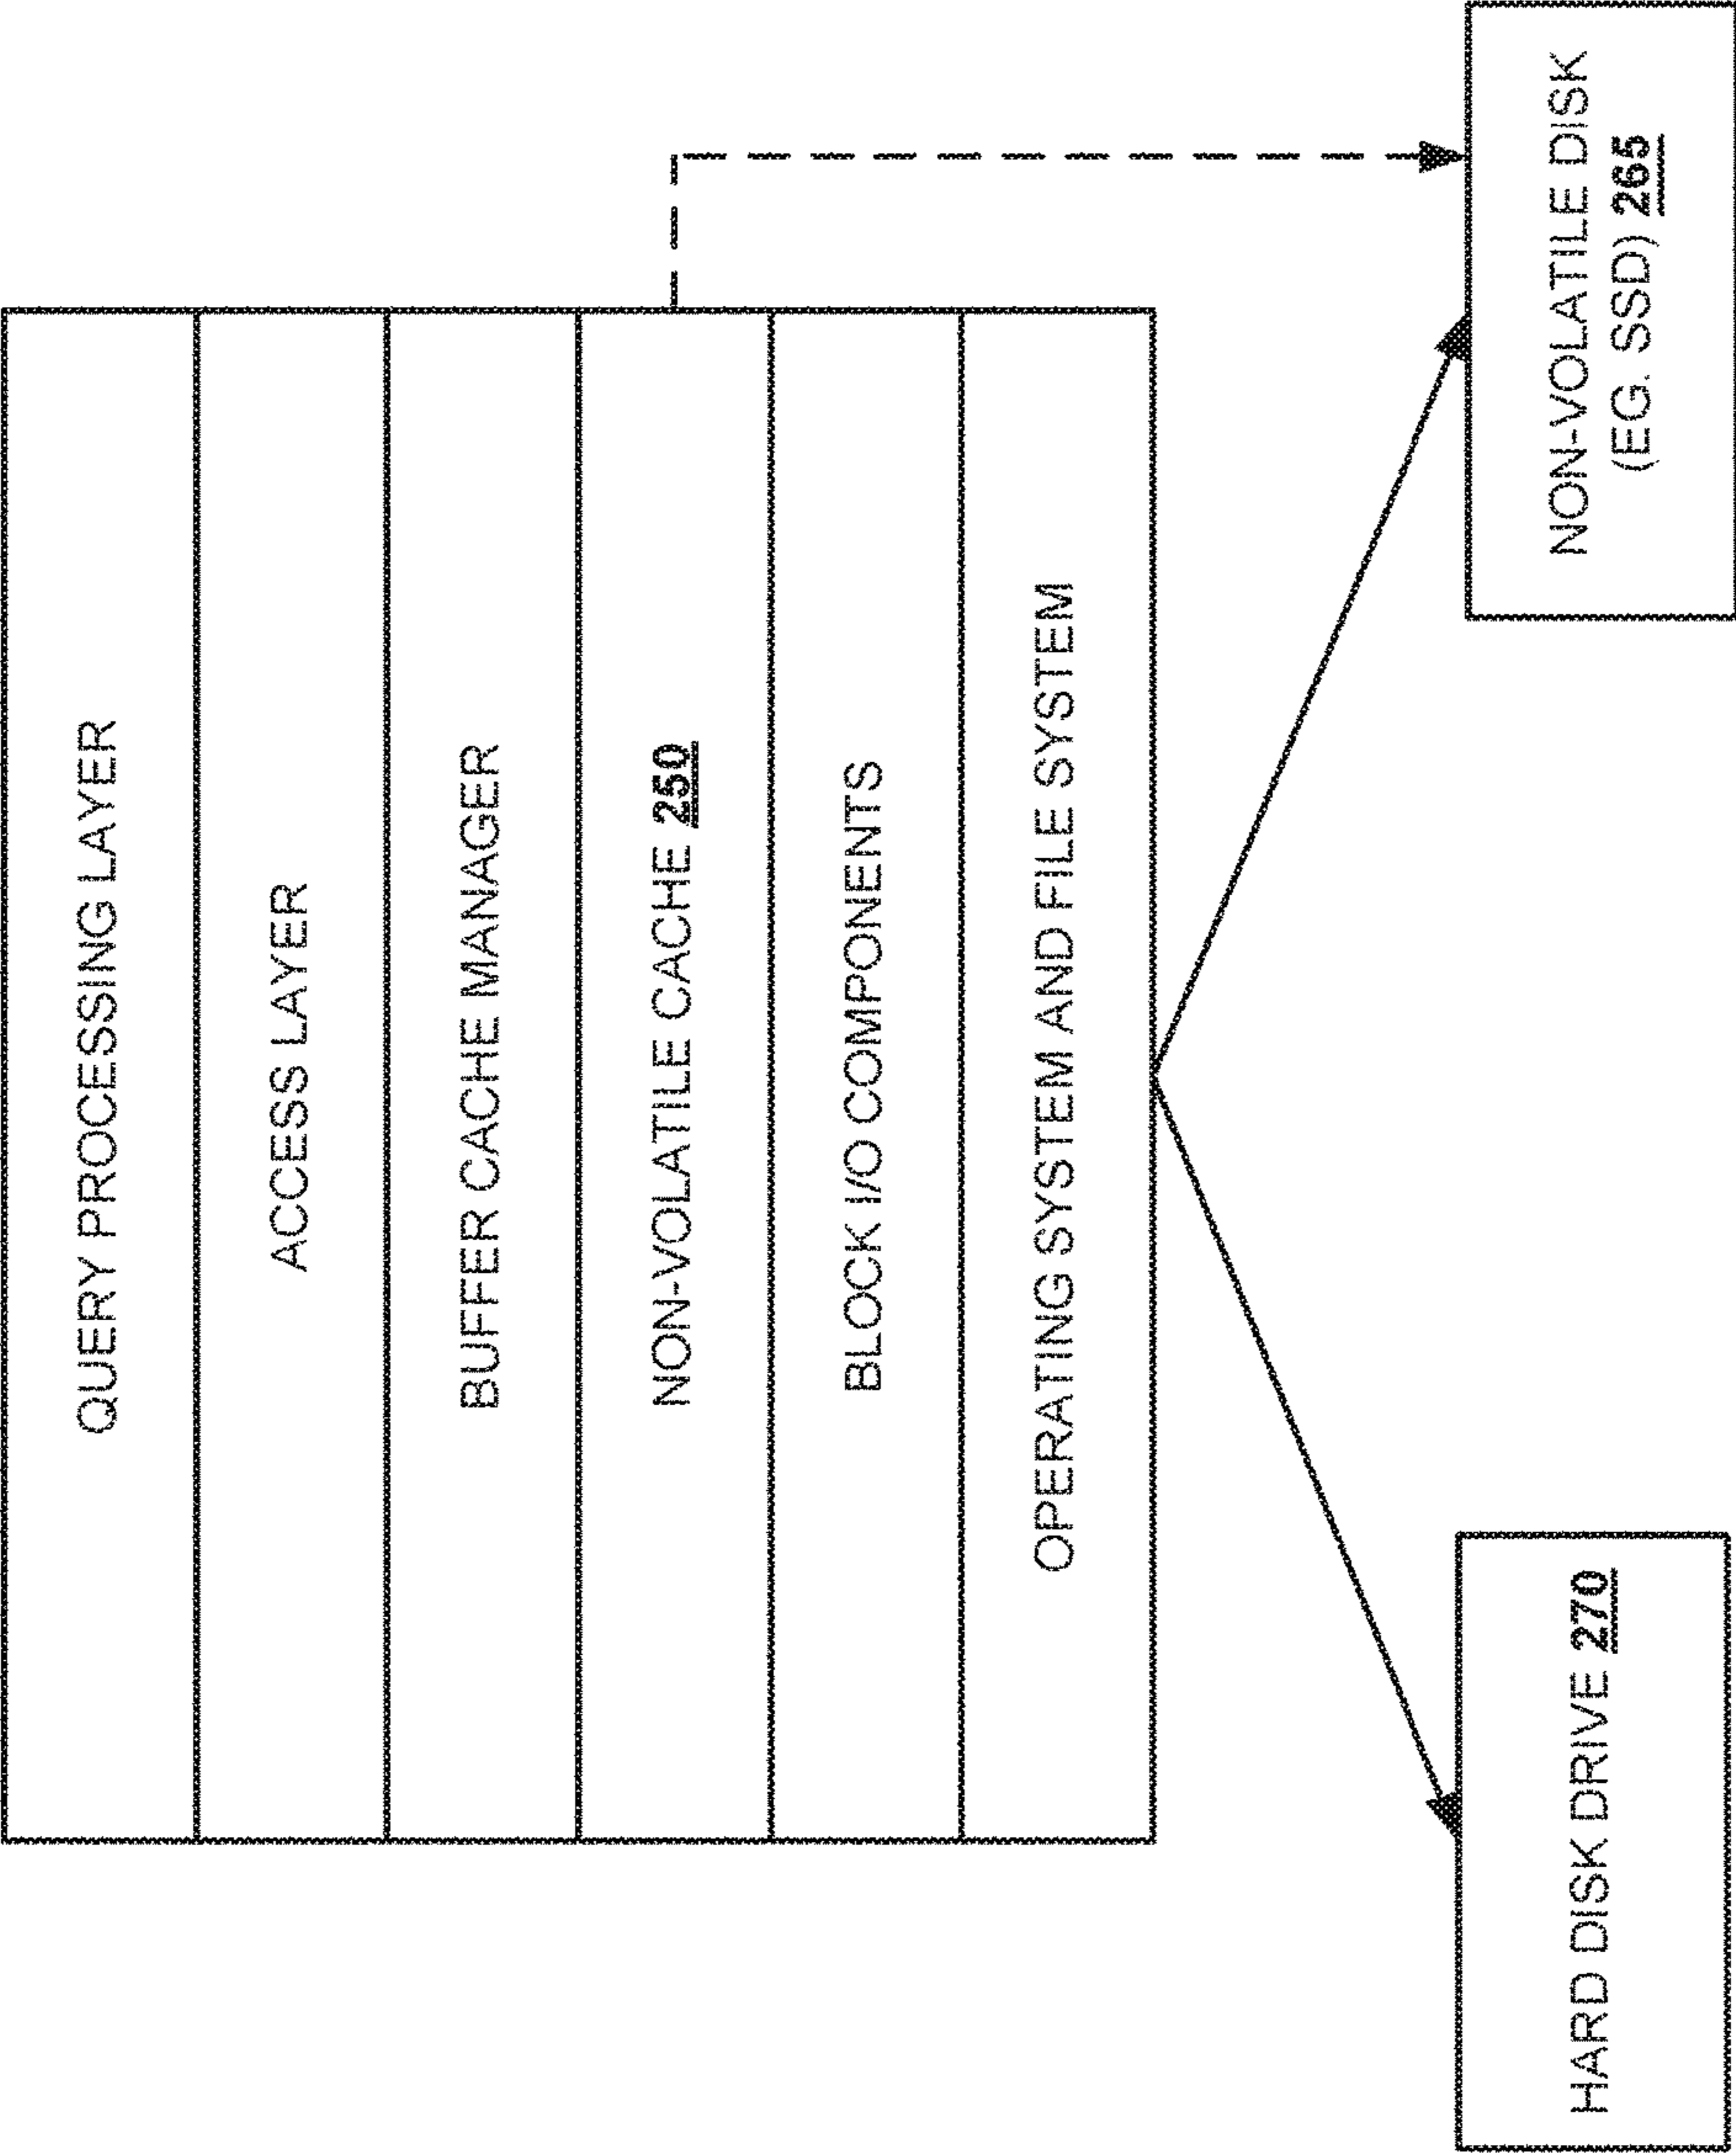 QUERY PROCESSING LAYER
ACCESS LAYER
BUFFER CACHE MANAGER
NON-VOLATILE CACHE 250
BLOCK I/O COMPONENTS
OPERATING SYSTEM AND FILE SYSTEM
HARD DISK DRIVE 270
NON-VOLATILE DISK
(EG. SSD) 265